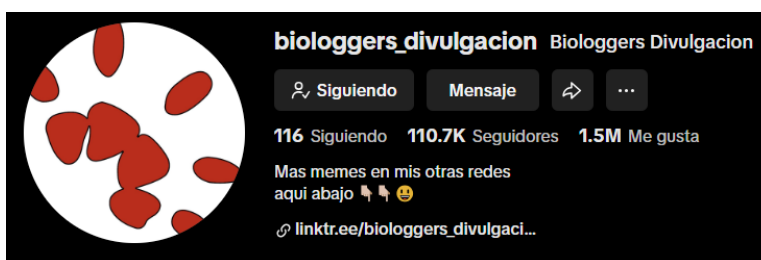 biologgers_divulgacion Biologgers Divulgacion
Siguiendo Mensaje ...
116 Siguiendo 110.7K Seguidores 1.5M Me gusta
Mas memes en mis otras redes
aqui abajo 👇🏼👇🏼😃
linktr.ee/biologgers_divulgaci...